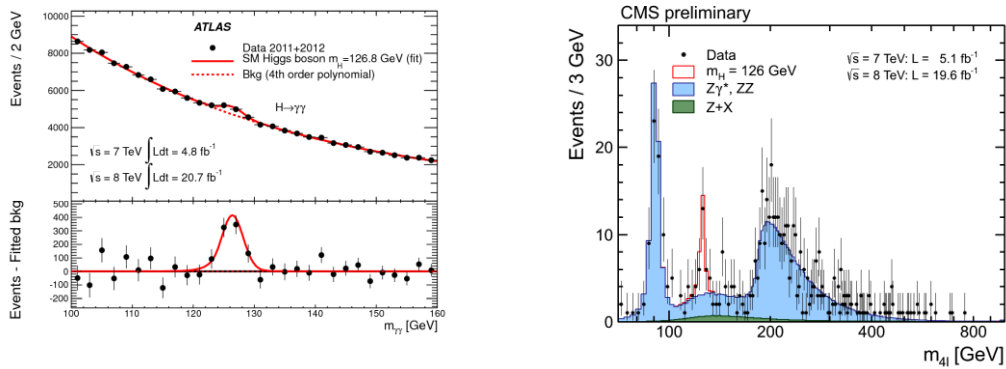 ATLAS
Data 2011+2012
SM Higgs boson m_H=126.8 GeV (fit)
Bkg (4th order polynomial)
H→γγ
√s = 7 TeV ∫Ldt = 4.8 fb⁻¹
√s = 8 TeV ∫Ldt = 20.7 fb⁻¹
Events / 2 GeV
10000
8000
6000
4000
2000
Events - Fitted bkg
500
400
300
200
100
0
-100
-200
100 110 120 130 140 150 160
m_γγ [GeV]
CMS preliminary
Data
m_H = 126 GeV
Zγ*, ZZ
Z+X
√s = 7 TeV: L = 5.1 fb⁻¹
√s = 8 TeV: L = 19.6 fb⁻¹
Events / 3 GeV
30
20
10
0
100 200 400 800
m_4l [GeV]